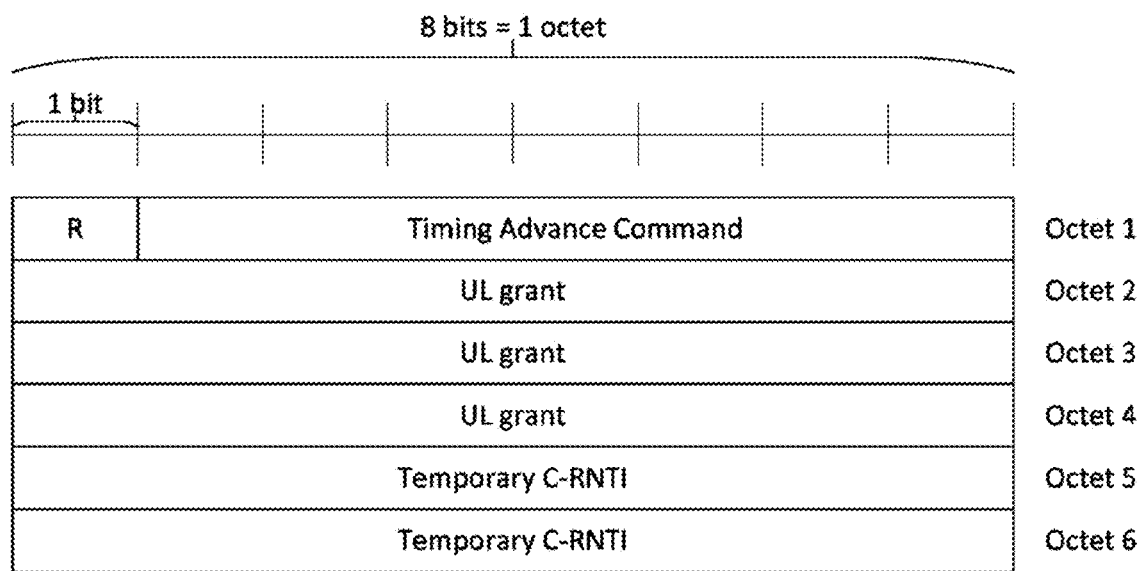 8 bits = 1 octet
1 bit
R Timing Advance Command Octet 1
UL grant Octet 2
UL grant Octet 3
UL grant Octet 4
Temporary C-RNTI Octet 5
Temporary C-RNTI Octet 6